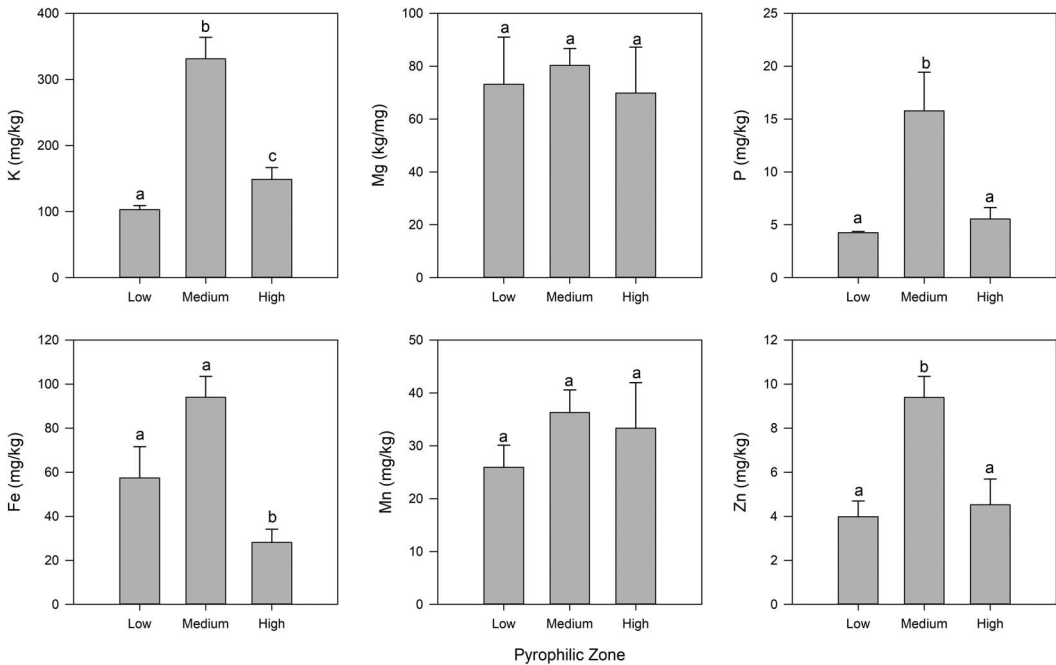 400
300
200
100
0
K (mg/kg)
a
b
c
Low Medium High
100
80
60
40
20
0
Mg (kg/mg)
a a a
Low Medium High
25
20
15
10
5
0
P (mg/kg)
a
b
a
Low Medium High
120
100
80
60
40
20
0
Fe (mg/kg)
a
a
b
Low Medium High
50
40
30
20
10
0
Mn (mg/kg)
a
a
a
Low Medium High
12
10
8
6
4
2
0
Zn (mg/kg)
a
b
a
Low Medium High
Pyrophilic Zone